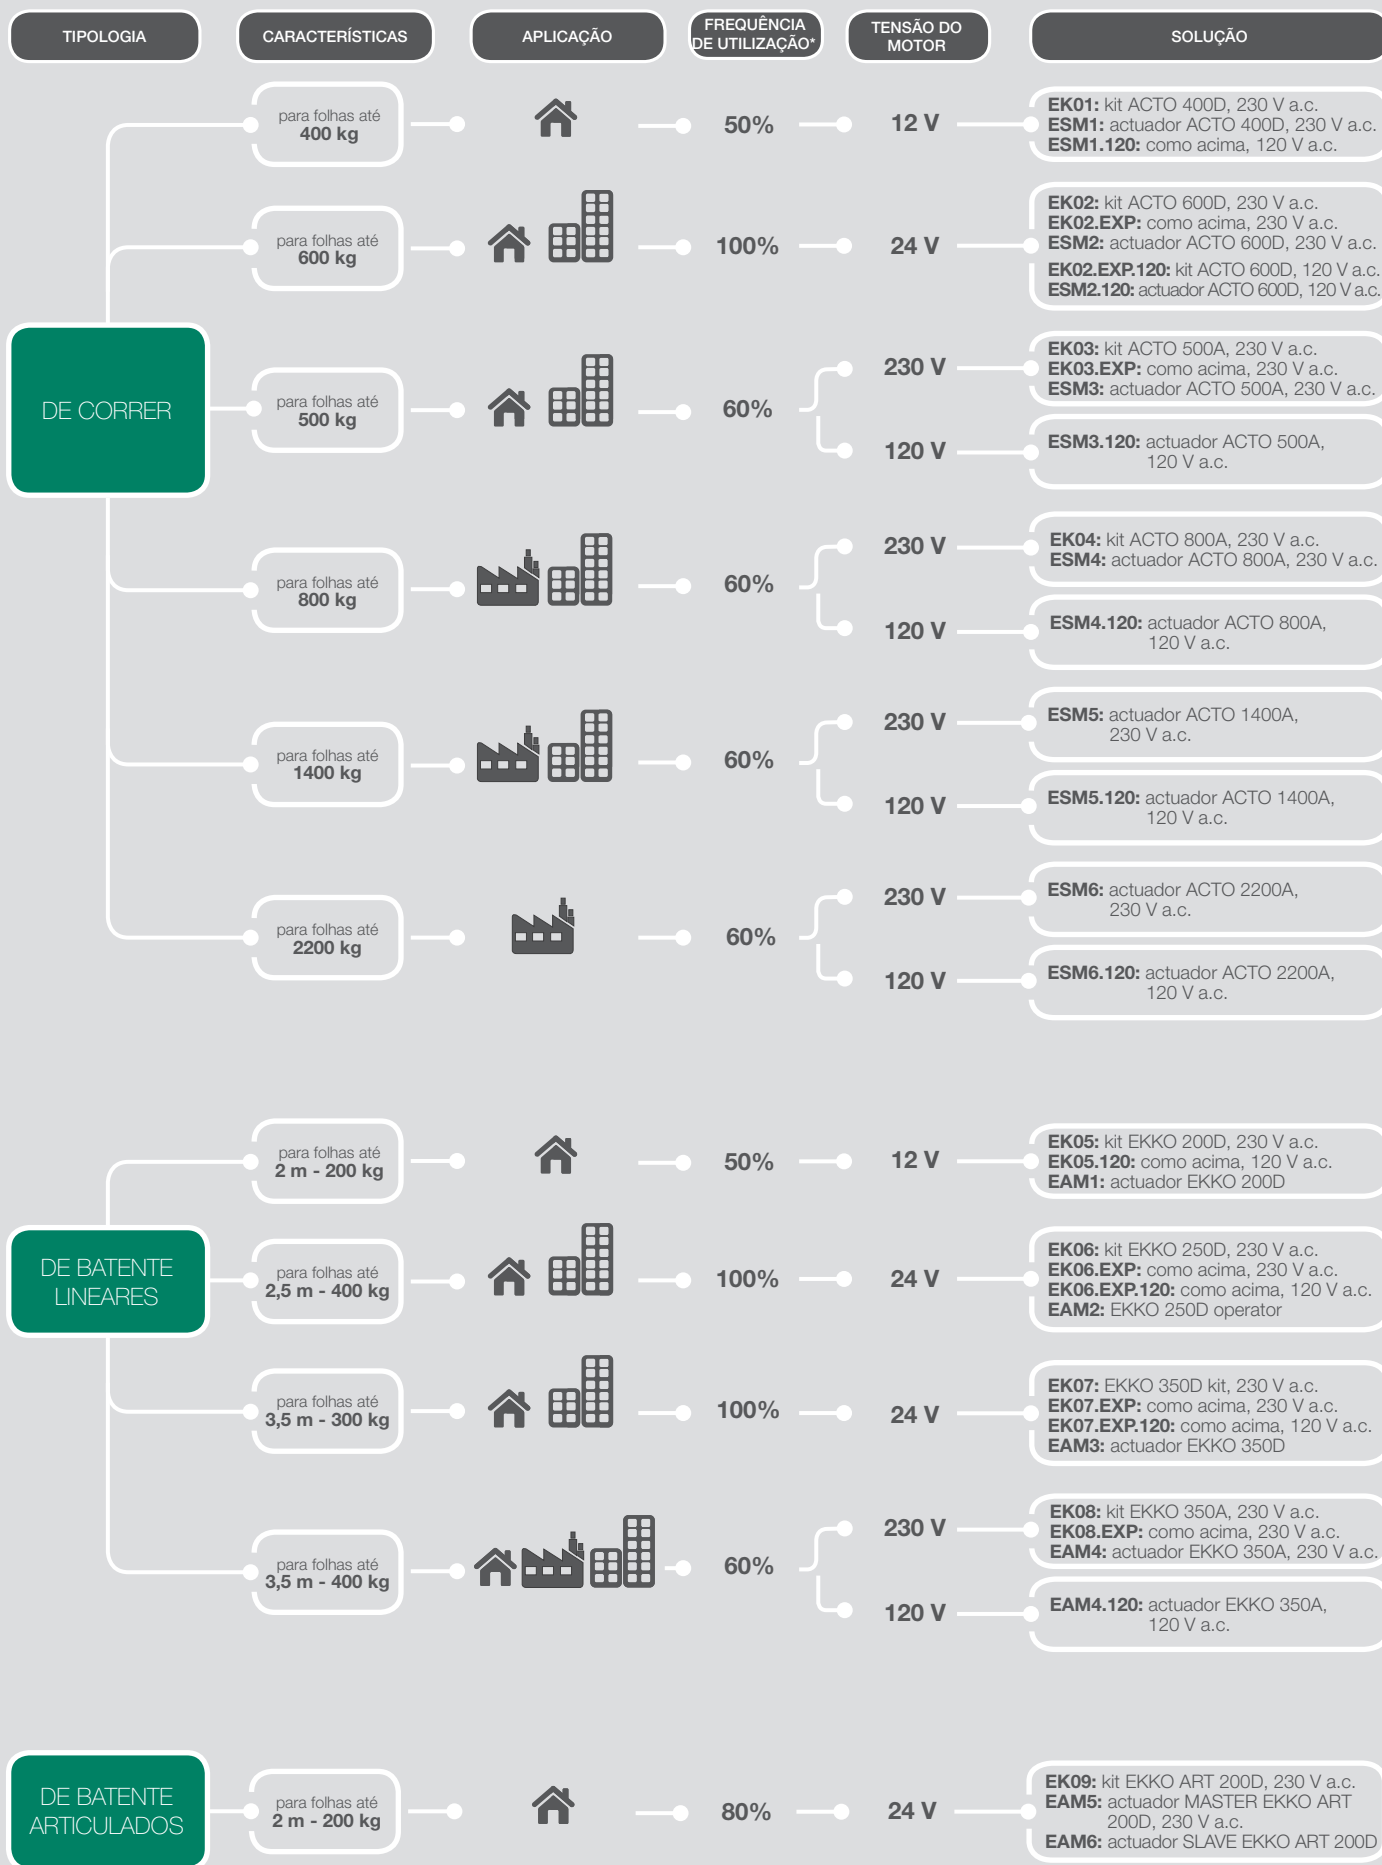 TIPOLOGIA
CARACTERÍSTICAS
APLICAÇÃO
FREQUÊNCIA
DE UTILIZAÇÃO*
TENSÃO DO
MOTOR
SOLUÇÃO
DE CORRER
para folhas até
400 kg
50%
12 V
EK01: kit ACTO 400D, 230 V a.c.
ESM1: actuador ACTO 400D, 230 V a.c.
ESM1.120: como acima, 120 V a.c.
para folhas até
600 kg
100%
24 V
EK02: kit ACTO 600D, 230 V a.c.
EK02.EXP: como acima, 230 V a.c.
ESM2: actuador ACTO 600D, 230 V a.c.
EK02.EXP.120: kit ACTO 600D, 120 V a.c.
ESM2.120: actuador ACTO 600D, 120 V a.c.
para folhas até
500 kg
60%
230 V
EK03: kit ACTO 500A, 230 V a.c.
EK03.EXP: como acima, 230 V a.c.
ESM3: actuador ACTO 500A, 230 V a.c.
120 V
ESM3.120: actuador ACTO 500A,
120 V a.c.
para folhas até
800 kg
60%
230 V
EK04: kit ACTO 800A, 230 V a.c.
ESM4: actuador ACTO 800A, 230 V a.c.
120 V
ESM4.120: actuador ACTO 800A,
120 V a.c.
para folhas até
1400 kg
60%
230 V
ESM5: actuador ACTO 1400A,
230 V a.c.
120 V
ESM5.120: actuador ACTO 1400A,
120 V a.c.
para folhas até
2200 kg
60%
230 V
ESM6: actuador ACTO 2200A,
230 V a.c.
120 V
ESM6.120: actuador ACTO 2200A,
120 V a.c.
DE BATENTE
LINEARES
para folhas até
2 m - 200 kg
50%
12 V
EK05: kit EKKO 200D, 230 V a.c.
EK05.120: como acima, 120 V a.c.
EAM1: actuador EKKO 200D
para folhas até
2,5 m - 400 kg
100%
24 V
EK06: kit EKKO 250D, 230 V a.c.
EK06.EXP: como acima, 230 V a.c.
EK06.EXP.120: como acima, 120 V a.c.
EAM2: EKKO 250D operator
para folhas até
3,5 m - 300 kg
100%
24 V
EK07: EKKO 350D kit, 230 V a.c.
EK07.EXP: como acima, 230 V a.c.
EK07.EXP.120: como acima, 120 V a.c.
EAM3: actuador EKKO 350D
para folhas até
3,5 m - 400 kg
60%
230 V
EK08: kit EKKO 350A, 230 V a.c.
EK08.EXP: como acima, 230 V a.c.
EAM4: actuador EKKO 350A, 230 V a.c.
120 V
EAM4.120: actuador EKKO 350A,
120 V a.c.
DE BATENTE
ARTICULADOS
para folhas até
2 m - 200 kg
80%
24 V
EK09: kit EKKO ART 200D, 230 V a.c.
EAM5: actuador MASTER EKKO ART
200D, 230 V a.c.
EAM6: actuador SLAVE EKKO ART 200D